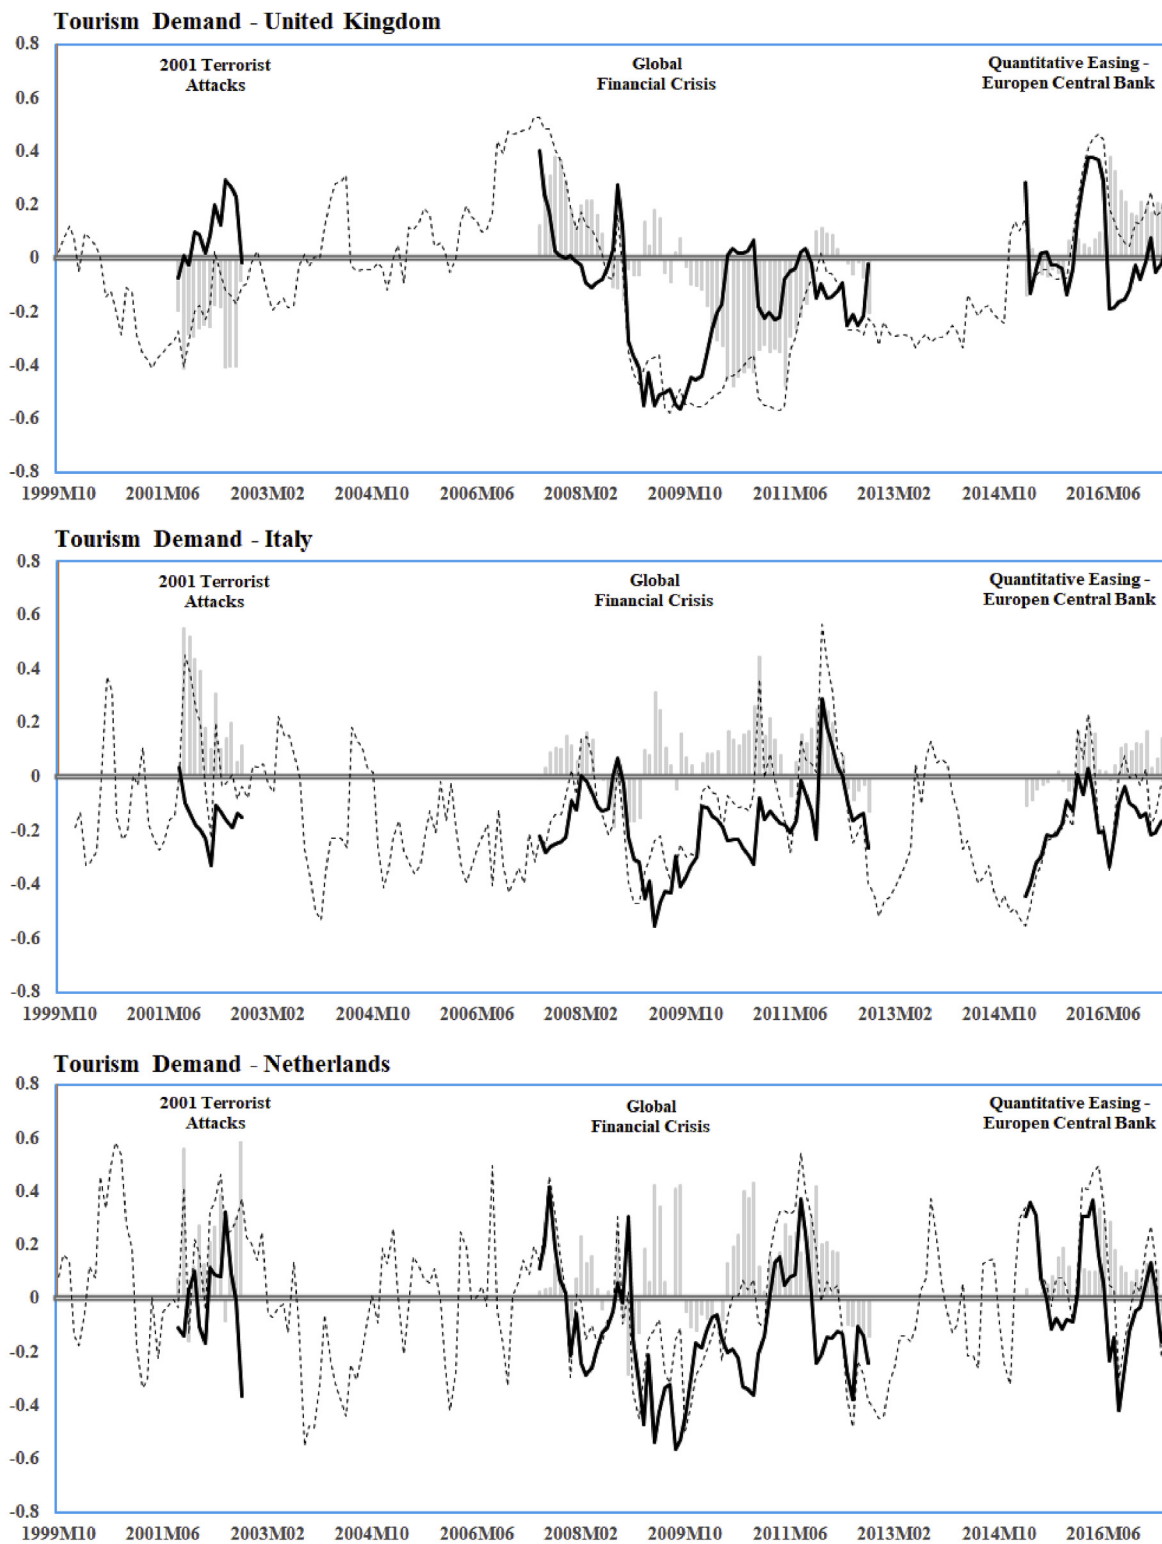 Tourism Demand - United Kingdom
0.8
2001 Terrorist
Attacks
Global
Financial Crisis
Quantitative Easing -
Europen Central Bank
0.6
0.4
0.2
0
-0.2
-0.4
-0.6
-0.8
1999M10 2001M06 2003M02 2004M10 2006M06 2008M02 2009M10 2011M06 2013M02 2014M10 2016M06
Tourism Demand - Italy
0.8
2001 Terrorist
Attacks
Global
Financial Crisis
Quantitative Easing -
Europen Central Bank
0.6
0.4
0.2
0
-0.2
-0.4
-0.6
-0.8
1999M10 2001M06 2003M02 2004M10 2006M06 2008M02 2009M10 2011M06 2013M02 2014M10 2016M06
Tourism Demand - Netherlands
0.8
2001 Terrorist
Attacks
Global
Financial Crisis
Quantitative Easing -
Europen Central Bank
0.6
0.4
0.2
0
-0.2
-0.4
-0.6
-0.8
1999M10 2001M06 2003M02 2004M10 2006M06 2008M02 2009M10 2011M06 2013M02 2014M10 2016M06